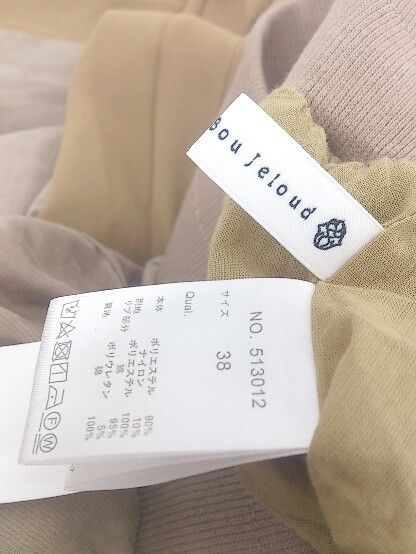 Bou Jeloud
NO. 513012
サイズ 38
Qual.
本体 ポリエステル 90%
ナイロン 10%
別地 ポリエステル 100%
リブ部分 綿 95%
ポリウレタン 5%
裏地 綿 100%
F W